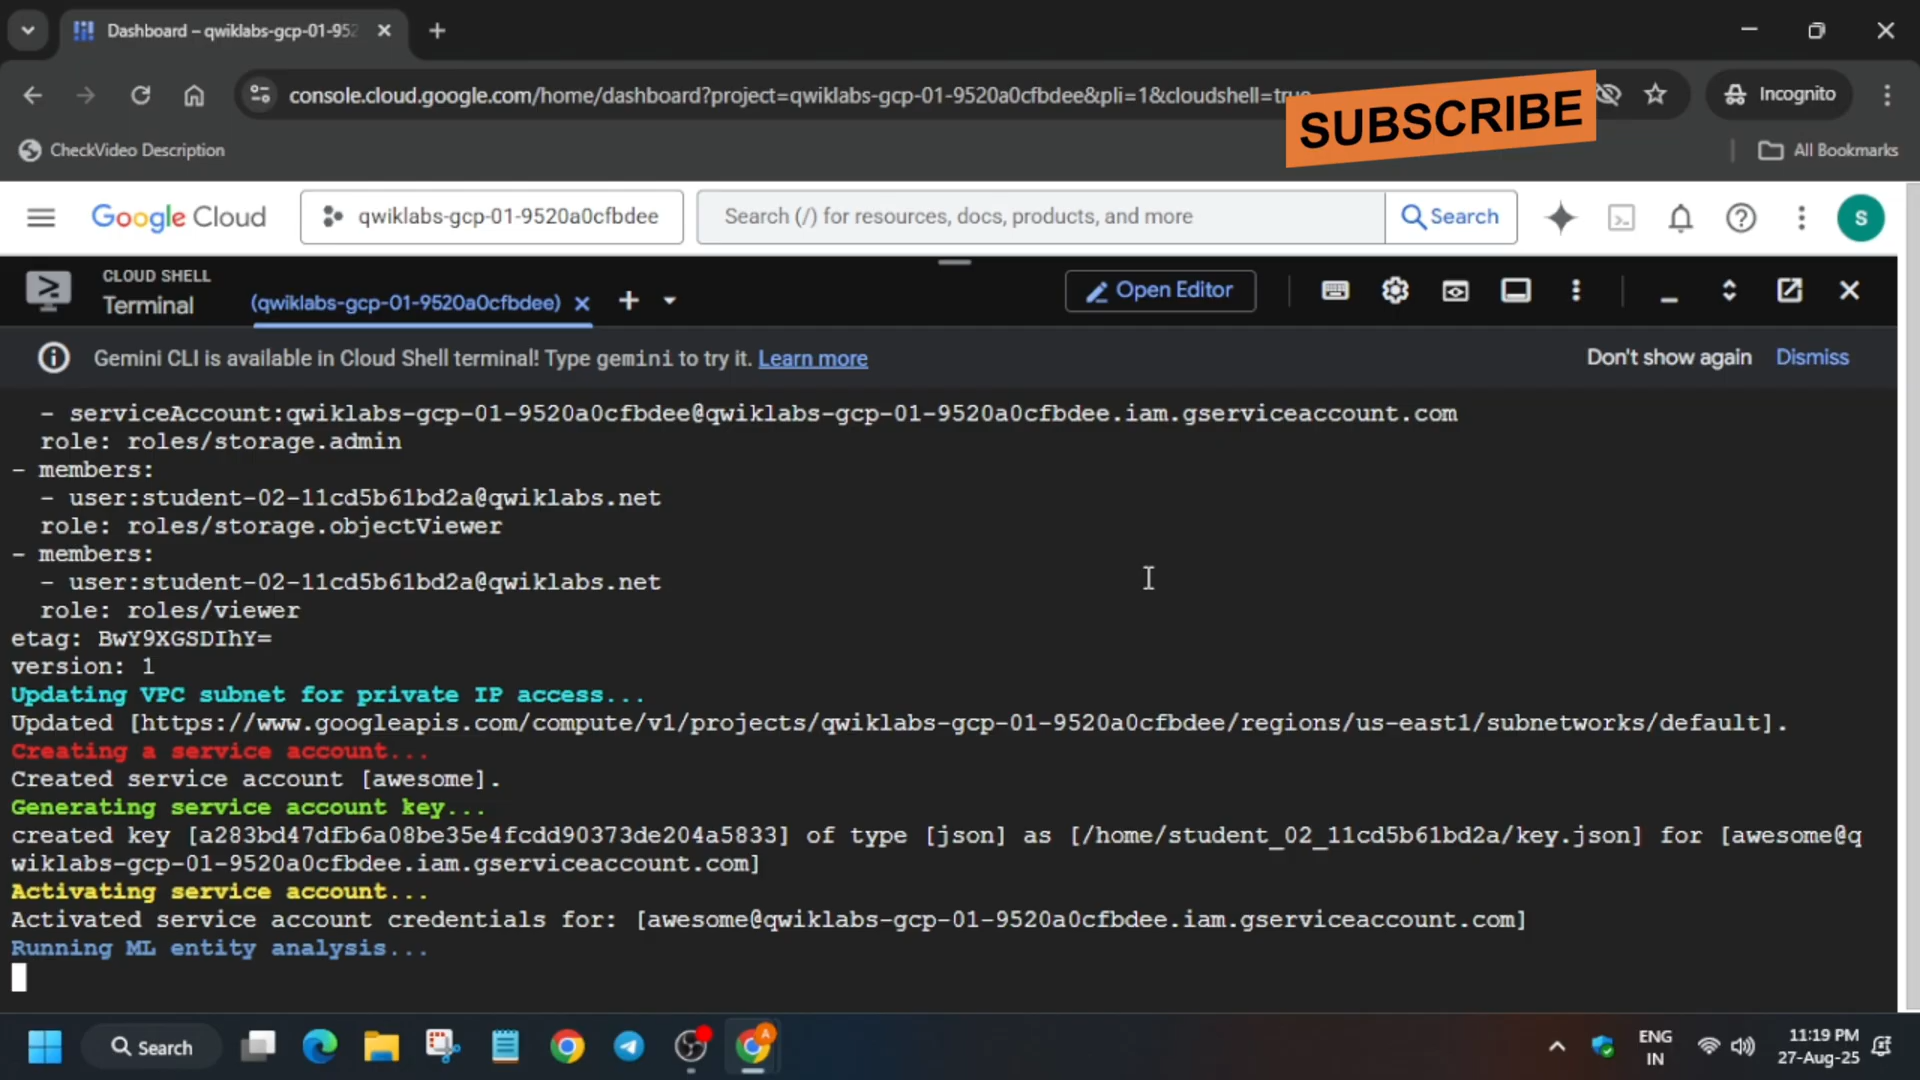 Dashboard – qwiklabs-gcp-01-952
console.cloud.google.com/home/dashboard?project=qwiklabs-gcp-01-9520a0cfbdee&pli=1&cloudshell=true
Incognito
SUBSCRIBE
CheckVideo Description
All Bookmarks
Google Cloud
qwiklabs-gcp-01-9520a0cfbdee
Search (/) for resources, docs, products, and more
Search
S
CLOUD SHELL
Terminal
(qwiklabs-gcp-01-9520a0cfbdee)
Open Editor
Gemini CLI is available in Cloud Shell terminal! Type gemini to try it. Learn more
Don't show again
Dismiss
- serviceAccount:qwiklabs-gcp-01-9520a0cfbdee@qwiklabs-gcp-01-9520a0cfbdee.iam.gserviceaccount.com
role: roles/storage.admin
- members:
- user:student-02-11cd5b61bd2a@qwiklabs.net
role: roles/storage.objectViewer
- members:
- user:student-02-11cd5b61bd2a@qwiklabs.net
role: roles/viewer
etag: BwY9XGSDIhY=
version: 1
Updating VPC subnet for private IP access...
Updated [https://www.googleapis.com/compute/v1/projects/qwiklabs-gcp-01-9520a0cfbdee/regions/us-east1/subnetworks/default].
Creating a service account...
Created service account [awesome].
Generating service account key...
created key [a283bd47dfb6a08be35e4fcdd90373de204a5833] of type [json] as [/home/student_02_11cd5b61bd2a/key.json] for [awesome@q
wiklabs-gcp-01-9520a0cfbdee.iam.gserviceaccount.com]
Activating service account...
Activated service account credentials for: [awesome@qwiklabs-gcp-01-9520a0cfbdee.iam.gserviceaccount.com]
Running ML entity analysis...
Search
A
ENG
IN
11:19 PM
27-Aug-25